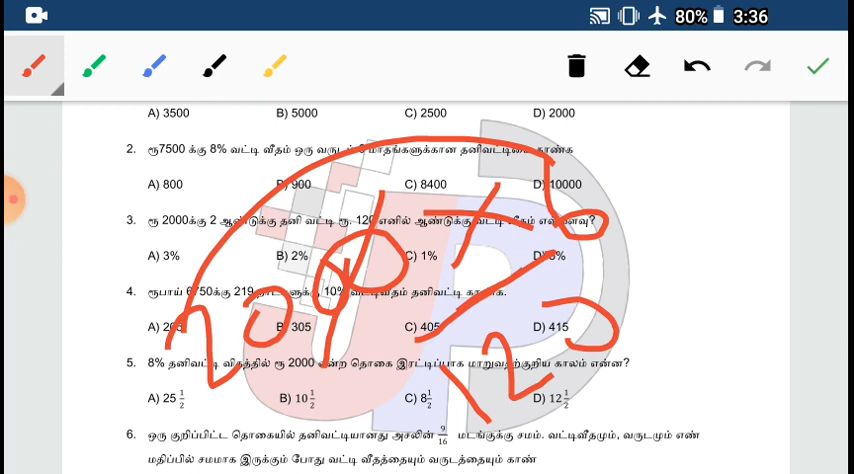 80% 3:36
A) 3500 B) 5000 C) 2500 D) 2000
2. ரூ7500 க்கு 8% வட்டி வீதம் ஒரு வருடம் மாதங்களுக்கான தனிவட்டியை காண்க
A) 800 B) 900 C) 8400 D) 10000
3. ரூ 2000க்கு 2 ஆண்டுக்கு தனி வட்டி ரூ. 120 எனில் ஆண்டுக்கு வட்டி வீதம் என்னவு?
A) 3% B) 2% C) 1% D) %
4. ரூபாய் 6750க்கு 219 நாட்களுக்கு 10% வட்டிவீதம் தனிவட்டி காண்க.
A) B) 305 C) 405 D) 415
5. 8% தனிவட்டி விதத்தில் ரூ 2000 என்ற தொகை இரட்டிப்பாக மாறுவதற்குரிய காலம் என்ன?
A) 25 1/2 B) 10 1/2 C) 8 1/2 D) 12 1/2
6. ஒரு குறிப்பிட்ட தொகையில் தனிவட்டியானது அசலின் 9/16 மடங்குக்கு சமம். வட்டிவீதமும், வருடமும் எண்
மதிப்பில் சமமாக இருக்கும் போது வட்டி வீதத்தையும் வருடத்தையும் காண்